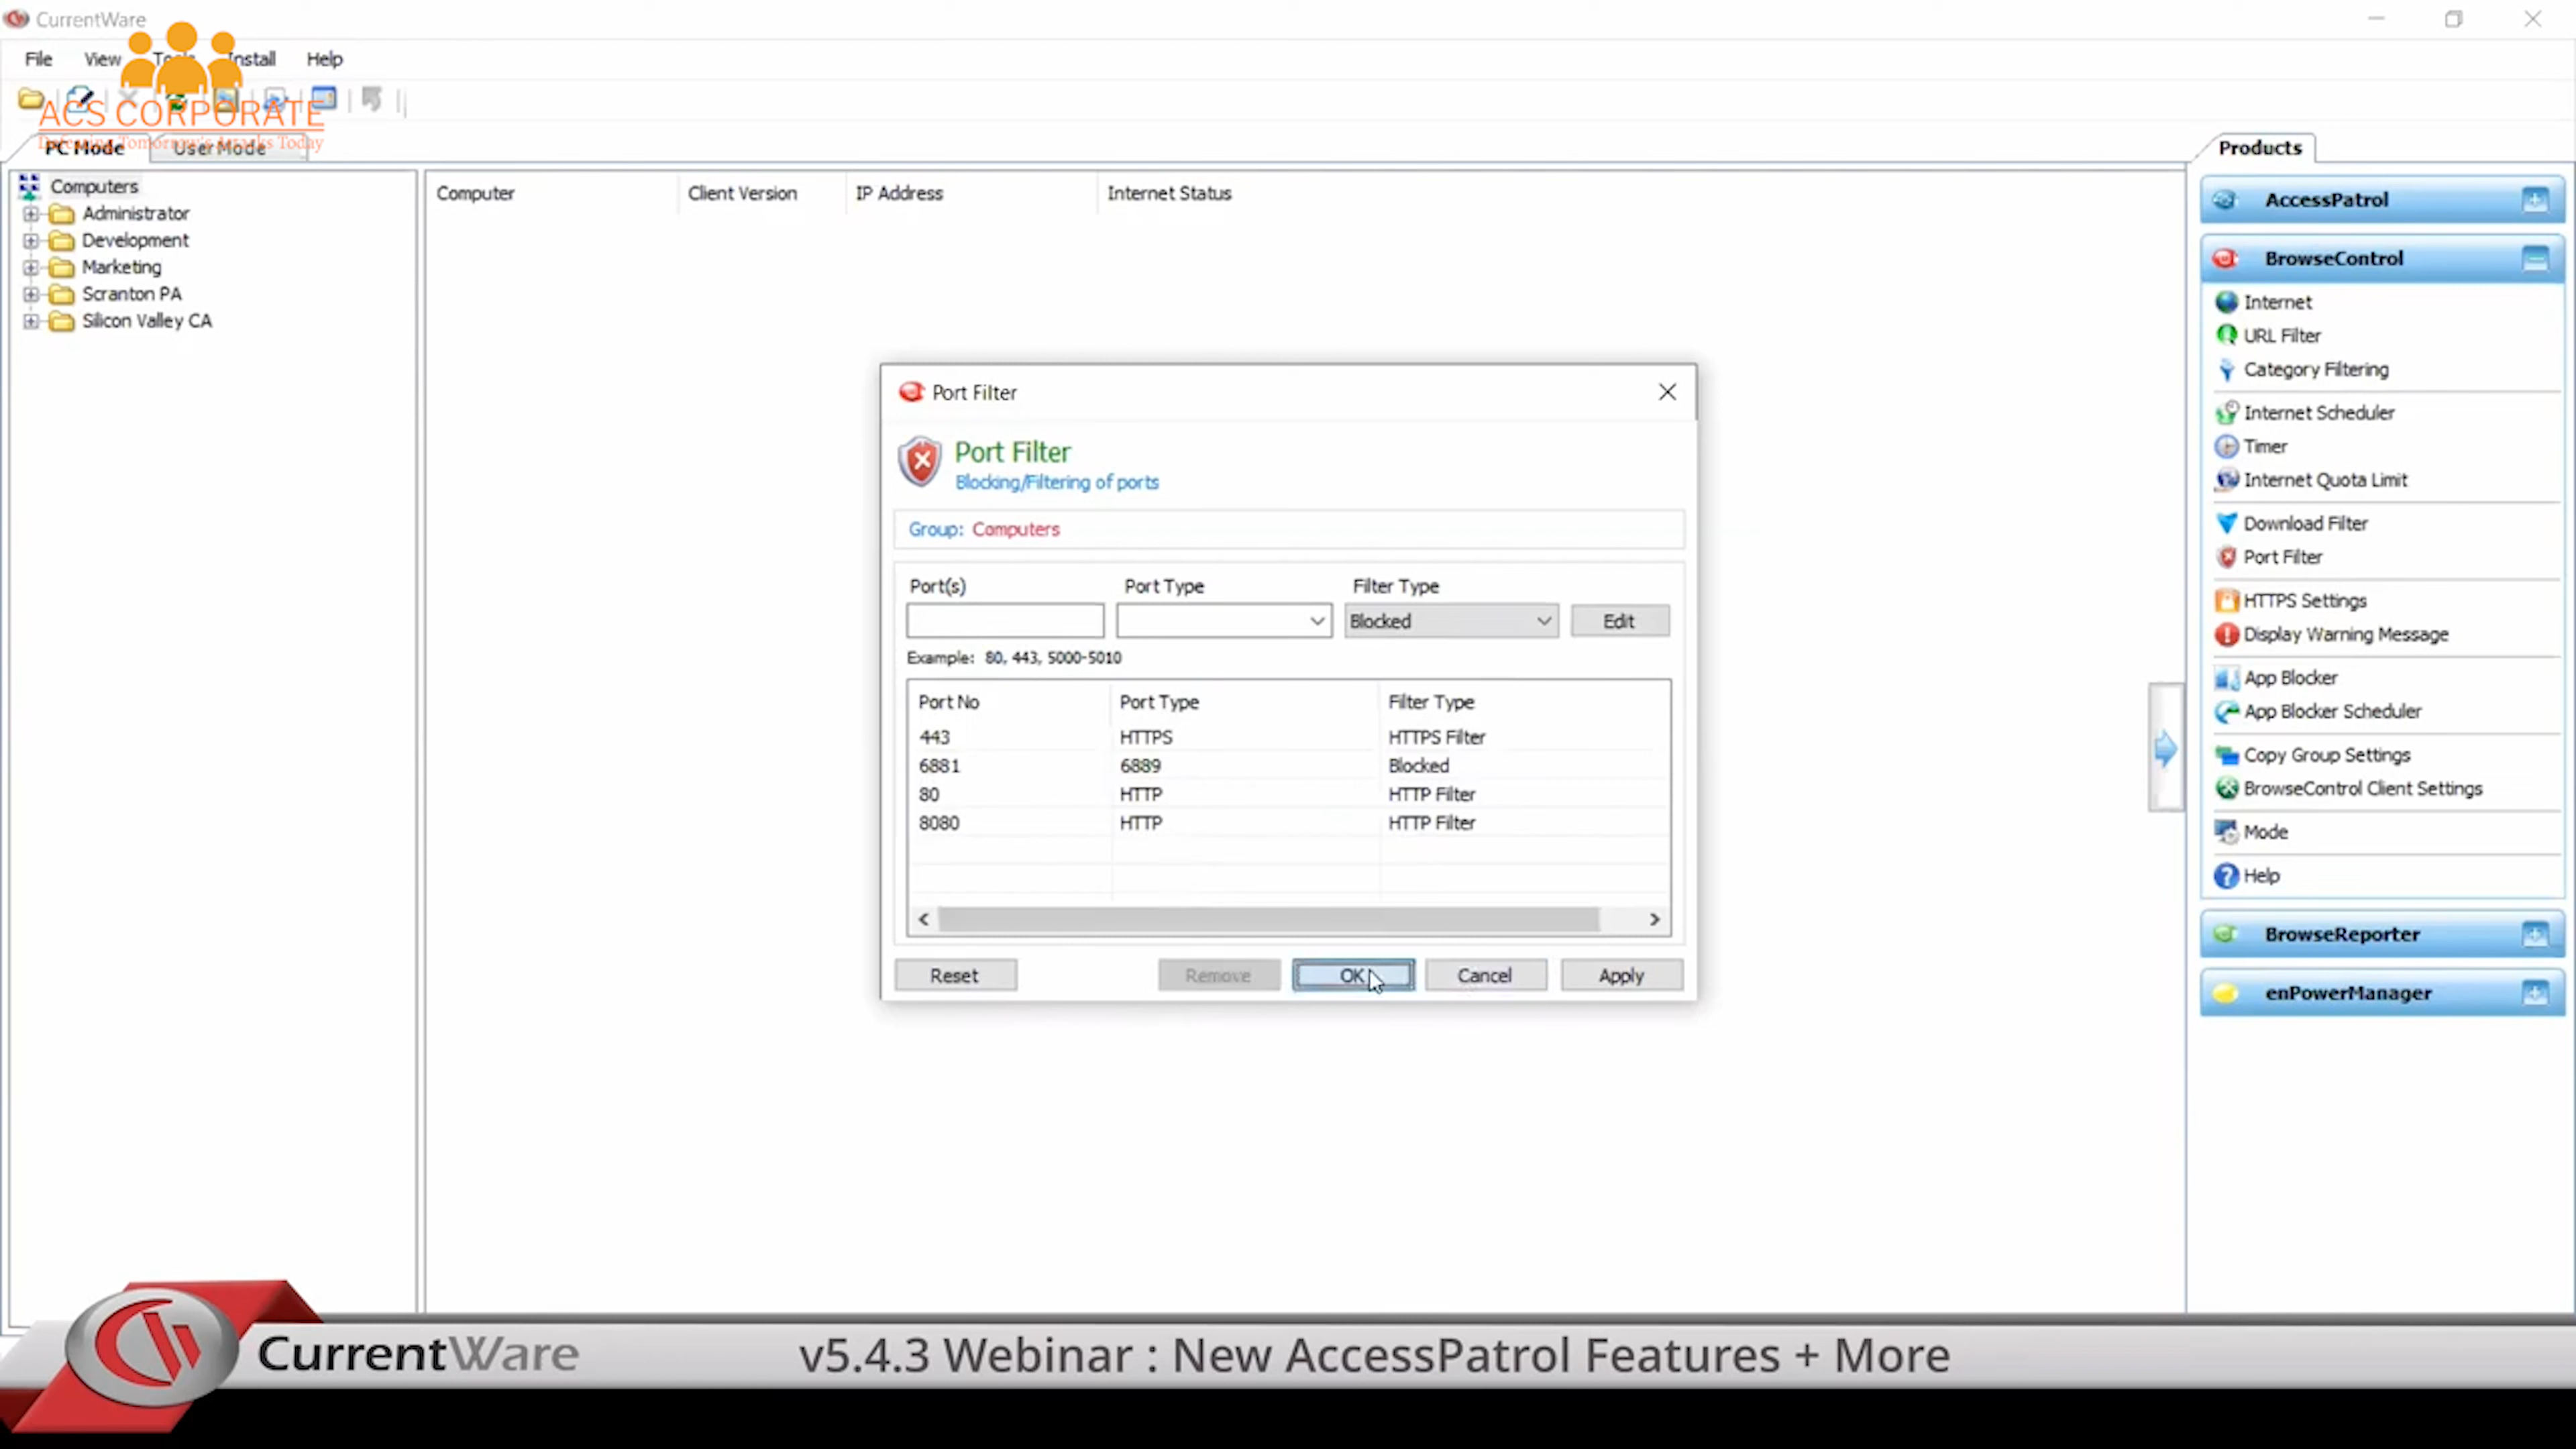 CurrentWare
File View Tools Install Help
ACS CORPORATE
Defensing Tomorrow's Attacks Today
PC Mode User Mode
Computers
Administrator
Development
Marketing
Scranton PA
Silicon Valley CA
Computer Client Version IP Address Internet Status
Port Filter
Port Filter
Blocking/Filtering of ports
Group: Computers
Port(s) Port Type Filter Type
Blocked Edit
Example: 80, 443, 5000-5010
Port No Port Type Filter Type
443 HTTPS HTTPS Filter
6881 6889 Blocked
80 HTTP HTTP Filter
8080 HTTP HTTP Filter
Reset Remove OK Cancel Apply
Products
AccessPatrol
BrowseControl
Internet
URL Filter
Category Filtering
Internet Scheduler
Timer
Internet Quota Limit
Download Filter
Port Filter
HTTPS Settings
Display Warning Message
App Blocker
App Blocker Scheduler
Copy Group Settings
BrowseControl Client Settings
Mode
Help
BrowseReporter
enPowerManager
CurrentWare
v5.4.3 Webinar : New AccessPatrol Features + More